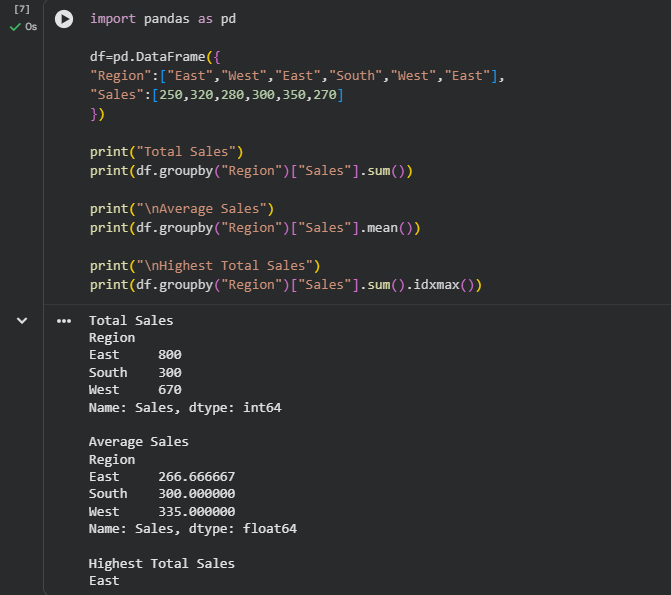 [7]
0s
import pandas as pd

df=pd.DataFrame({
"Region":["East","West","East","South","West","East"],
"Sales":[250,320,280,300,350,270]
})

print("Total Sales")
print(df.groupby("Region")["Sales"].sum())

print("\nAverage Sales")
print(df.groupby("Region")["Sales"].mean())

print("\nHighest Total Sales")
print(df.groupby("Region")["Sales"].sum().idxmax())
Total Sales
Region
East     800
South    300
West     670
Name: Sales, dtype: int64

Average Sales
Region
East     266.666667
South    300.000000
West     335.000000
Name: Sales, dtype: float64

Highest Total Sales
East